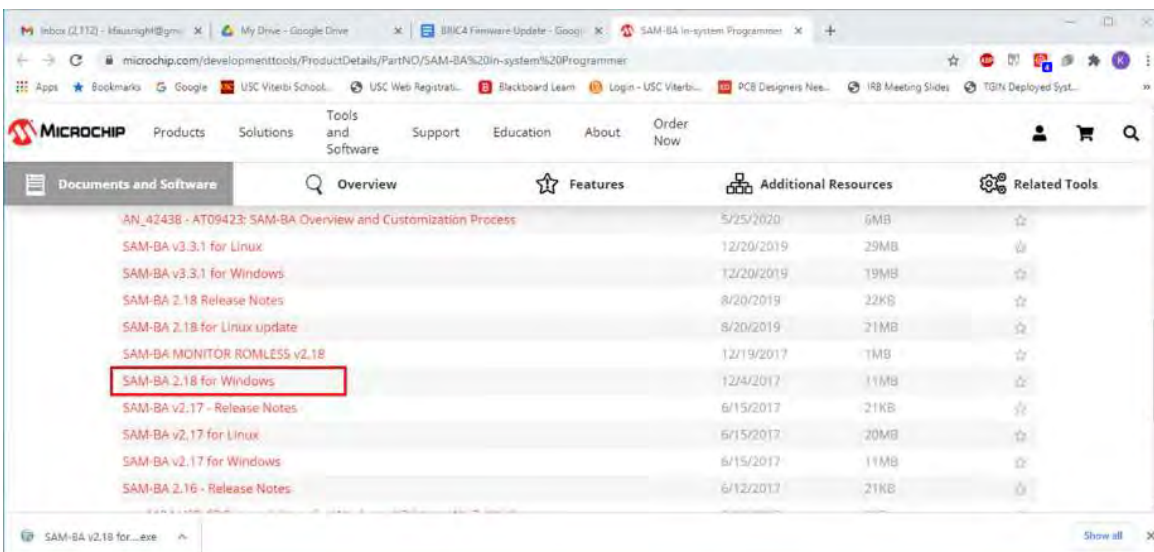 Inbox (2,112) - kfausnight@gma
My Drive - Google Drive
BRIC4 Firmware Update - Googl
SAM-BA In-system Programmer
microchip.com/developmenttools/ProductDetails/PartNO/SAM-BA%20In-system%20Programmer
Apps
Bookmarks
Google
USC Viterbi School...
USC Web Registrati...
Blackboard Learn
Login - USC Viterbi...
PCB Designers Nee...
IRB Meeting Slides
TGIN Deployed Syst...
MICROCHIP
Products
Solutions
Tools
and
Software
Support
Education
About
Order
Now
Documents and Software
Overview
Features
Additional Resources
Related Tools
AN_42438 - AT09423: SAM-BA Overview and Customization Process 5/25/2020 6MB
SAM-BA v3.3.1 for Linux 12/20/2019 29MB
SAM-BA v3.3.1 for Windows 12/20/2019 19MB
SAM-BA 2.18 Release Notes 8/20/2019 22KB
SAM-BA 2.18 for Linux update 8/20/2019 21MB
SAM-BA MONITOR ROMLESS v2.18 12/19/2017 1MB
SAM-BA 2.18 for Windows 12/4/2017 11MB
SAM-BA v2.17 - Release Notes 6/15/2017 21KB
SAM-BA v2.17 for Linux 6/15/2017 20MB
SAM-BA v2.17 for Windows 6/15/2017 11MB
SAM-BA 2.16 - Release Notes 6/12/2017 21KB
SAM-BA v2.18 for....exe
Show all